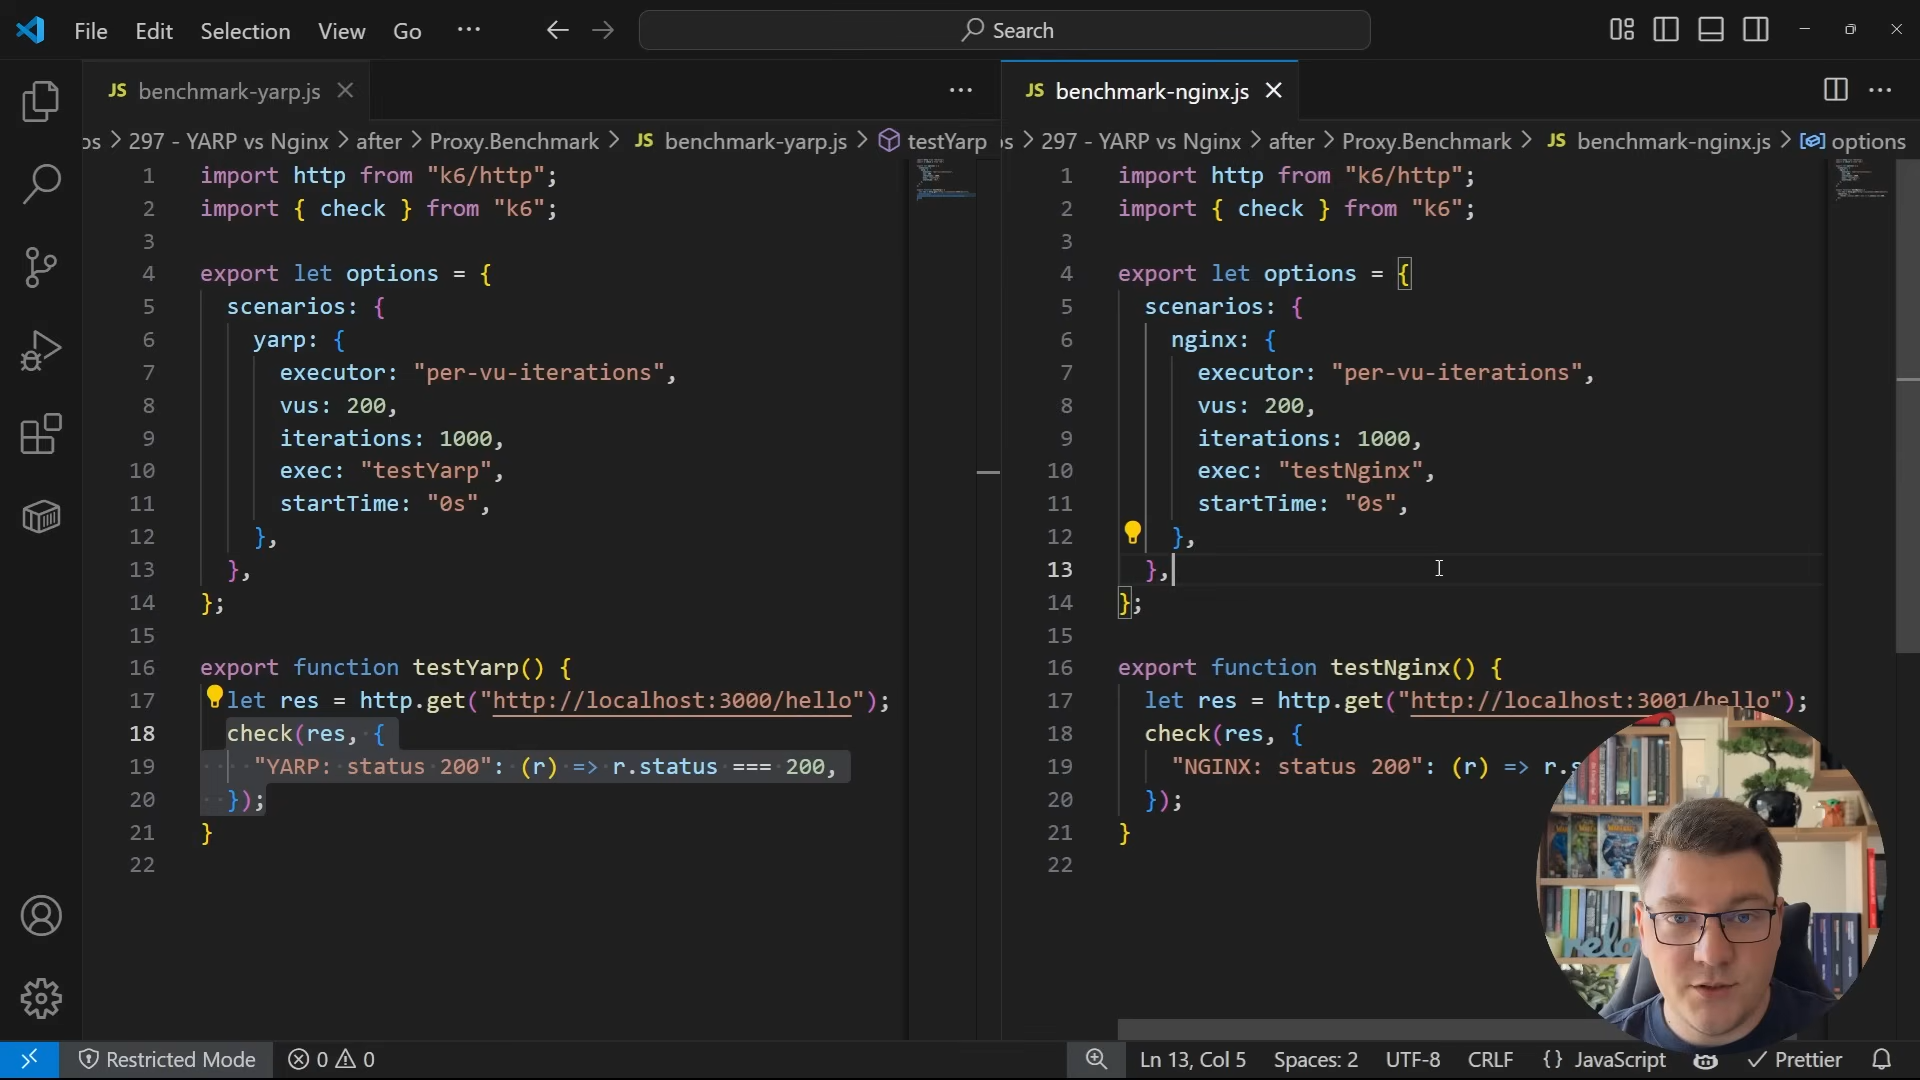 File Edit Selection View Go ··· Search
JS benchmark-yarp.js
os > 297 - YARP vs Nginx > after > Proxy.Benchmark > JS benchmark-yarp.js > testYarp
1 import http from "k6/http";
2 import { check } from "k6";
3
4 export let options = {
5 scenarios: {
6 yarp: {
7 executor: "per-vu-iterations",
8 vus: 200,
9 iterations: 1000,
10 exec: "testYarp",
11 startTime: "0s",
12 },
13 },
14 };
15
16 export function testYarp() {
17 let res = http.get("http://localhost:3000/hello");
18 check(res, {
19 ····"YARP: status 200": (r) => r.status === 200,
20 ··});
21 }
22
JS benchmark-nginx.js
s > 297 - YARP vs Nginx > after > Proxy.Benchmark > JS benchmark-nginx.js > options
1 import http from "k6/http";
2 import { check } from "k6";
3
4 export let options = {
5 scenarios: {
6 nginx: {
7 executor: "per-vu-iterations",
8 vus: 200,
9 iterations: 1000,
10 exec: "testNginx",
11 startTime: "0s",
12 },
13 },
14 };
15
16 export function testNginx() {
17 let res = http.get("http://localhost:3001/hello");
18 check(res, {
19 "NGINX: status 200": (r) => r.s
20 });
21 }
22
Restricted Mode 0 0 Ln 13, Col 5 Spaces: 2 UTF-8 CRLF {} JavaScript Prettier